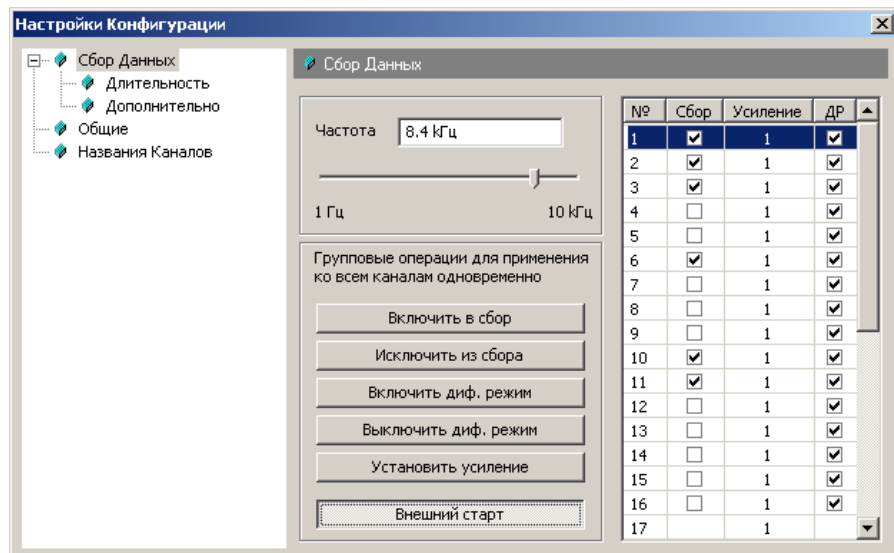 Настройки Конфигурации
Сбор Данных
Длительность
Дополнительно
Общие
Названия Каналов
Сбор Данных
Частота 8.4 кГц
1 Гц 10 кГц
Групповые операции для применения
ко всем каналам одновременно
Включить в сбор
Исключить из сбора
Включить диф. режим
Выключить диф. режим
Установить усиление
Внешний старт
№ Сбор Усиление ДР
1 1
2 1
3 1
4 1
5 1
6 1
7 1
8 1
9 1
10 1
11 1
12 1
13 1
14 1
15 1
16 1
17 1